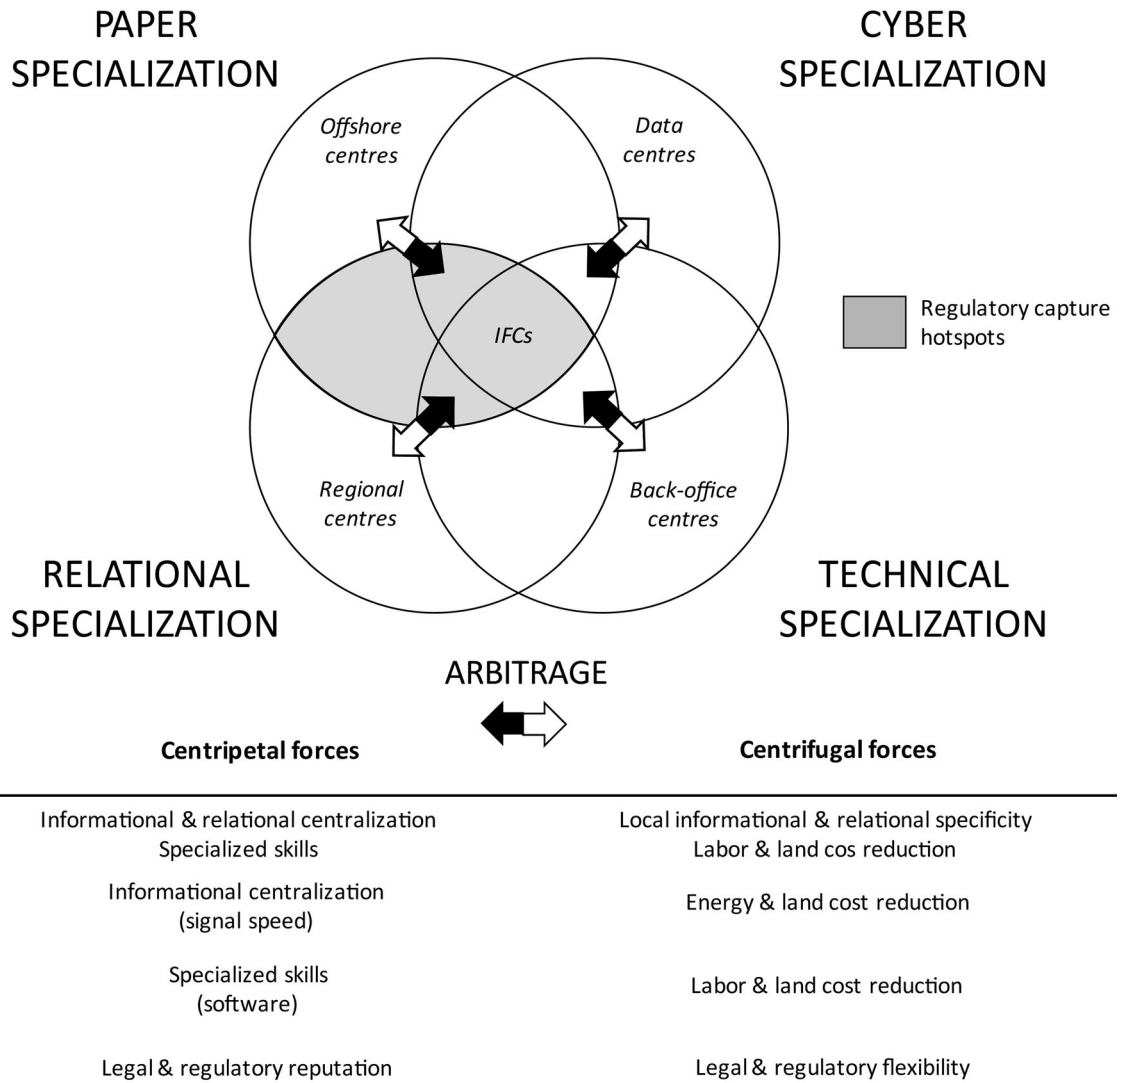 PAPER
SPECIALIZATION
CYBER
SPECIALIZATION
Offshore
centres
Data
centres
IFCs
Regulatory capture
hotspots
Regional
centres
Back-office
centres
RELATIONAL
SPECIALIZATION
TECHNICAL
SPECIALIZATION
ARBITRAGE
Centripetal forces
Centrifugal forces
Informational & relational centralization
Local informational & relational specificity
Specialized skills
Labor & land cos reduction
Informational centralization
(signal speed)
Energy & land cost reduction
Specialized skills
(software)
Labor & land cost reduction
Legal & regulatory reputation
Legal & regulatory flexibility